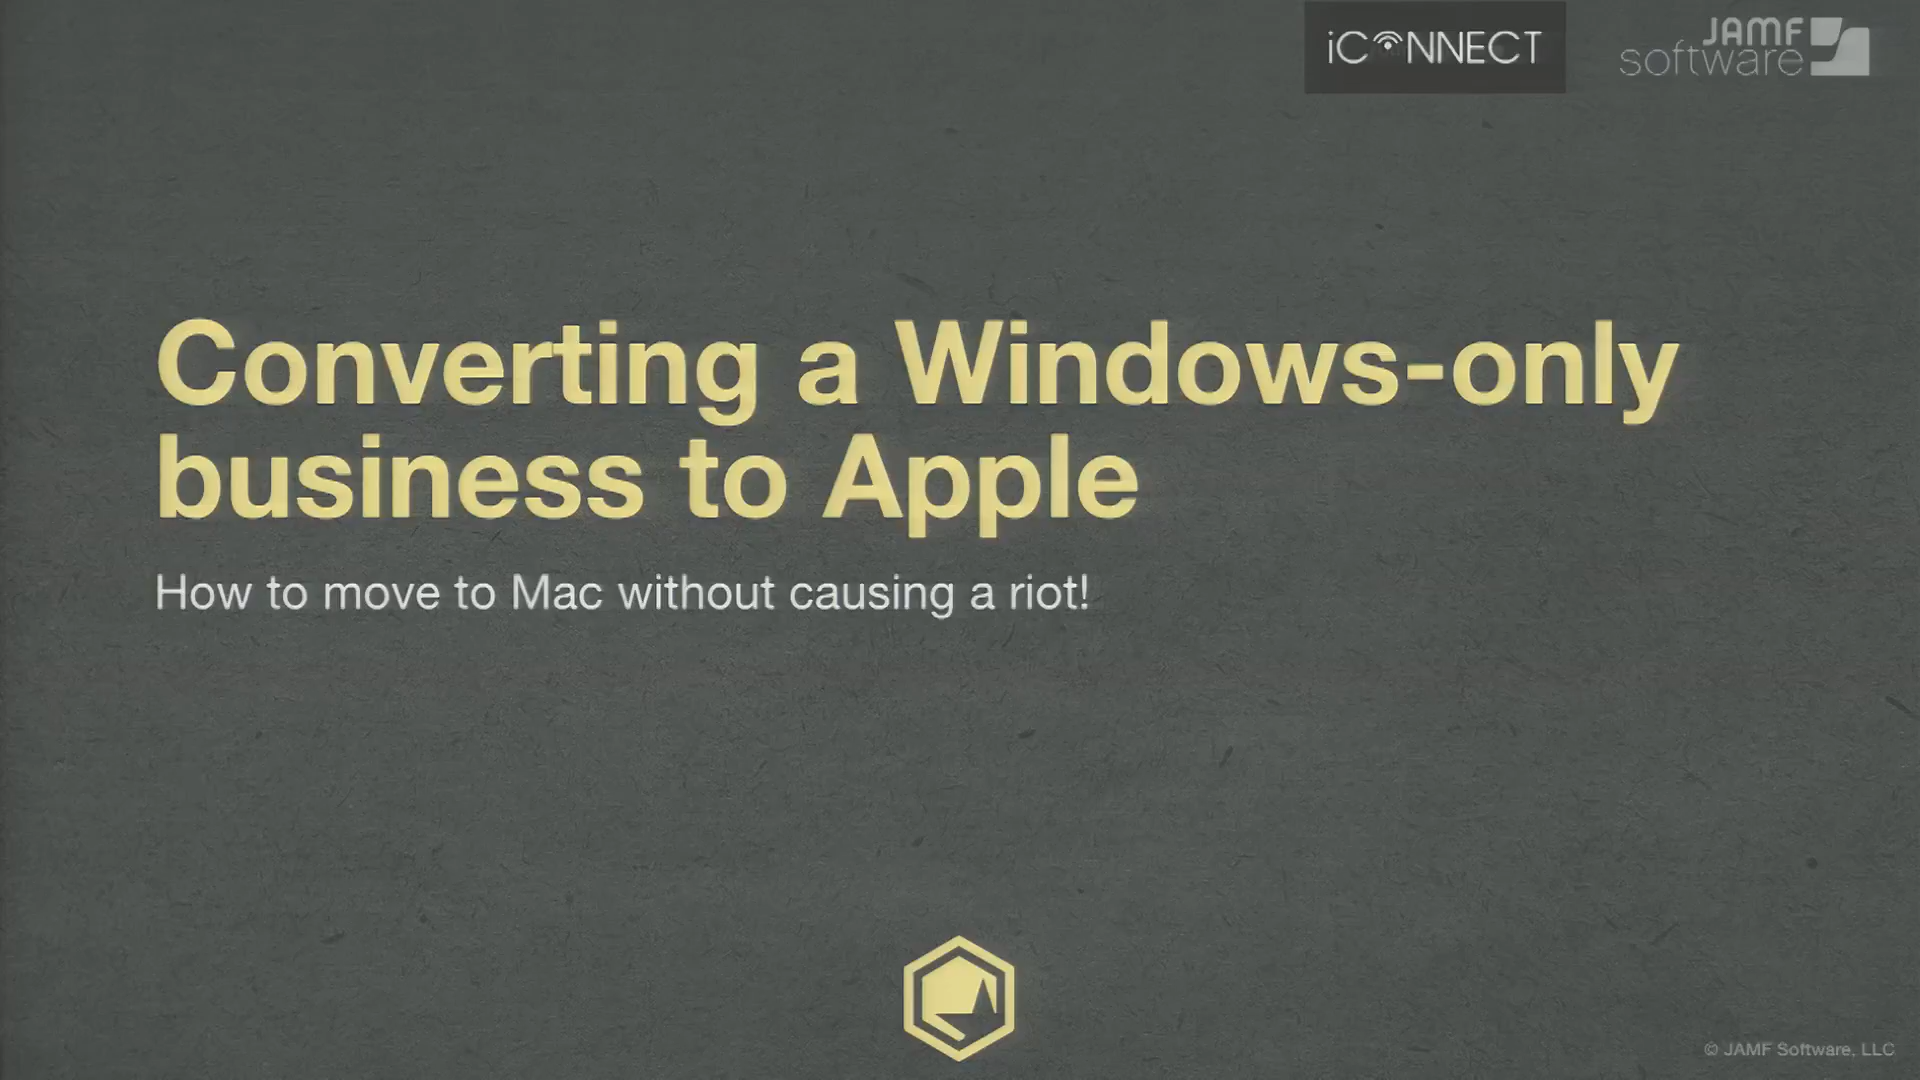 iCONNECT
JAMF
software
Converting a Windows-only
business to Apple
How to move to Mac without causing a riot!
© JAMF Software, LLC